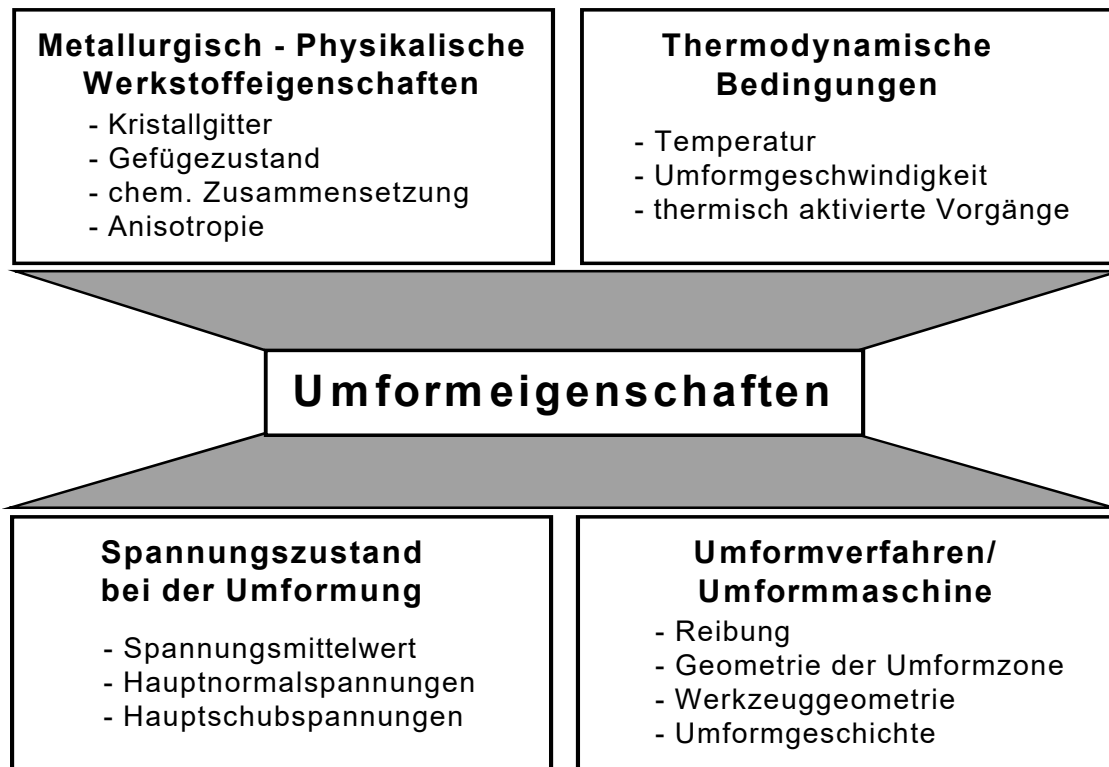 Metallurgisch - Physikalische
Werkstoffeigenschaften
- Kristallgitter
- Gefügezustand
- chem. Zusammensetzung
- Anisotropie
Thermodynamische
Bedingungen
- Temperatur
- Umformgeschwindigkeit
- thermisch aktivierte Vorgänge
Umformeigenschaften
Spannungszustand
bei der Umformung
- Spannungsmittelwert
- Hauptnormalspannungen
- Hauptschubspannungen
Umformverfahren/
Umformmaschine
- Reibung
- Geometrie der Umformzone
- Werkzeuggeometrie
- Umformgeschichte